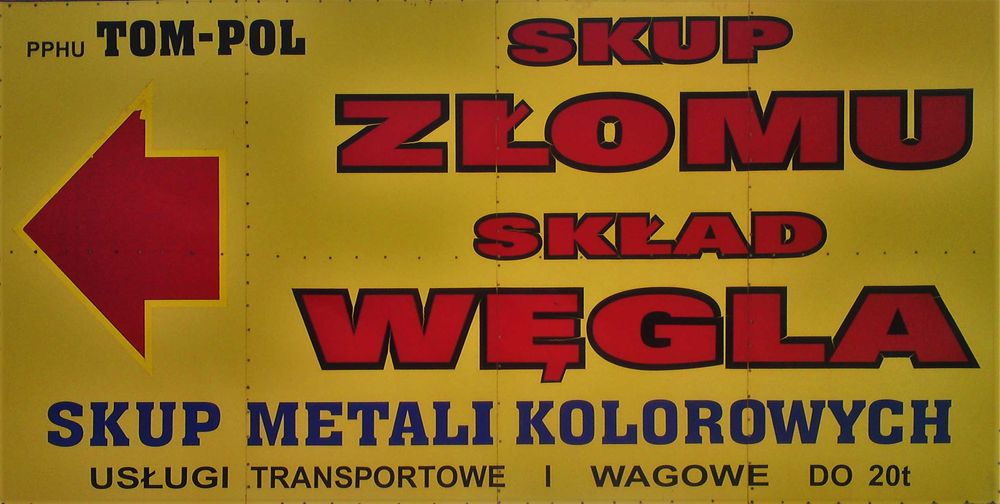 PPHU TOM-POL
SKUP
ZŁOMU
SKŁAD
WĘGLA
SKUP METALI KOLOROWYCH
USŁUGI TRANSPORTOWE I WAGOWE DO 20t